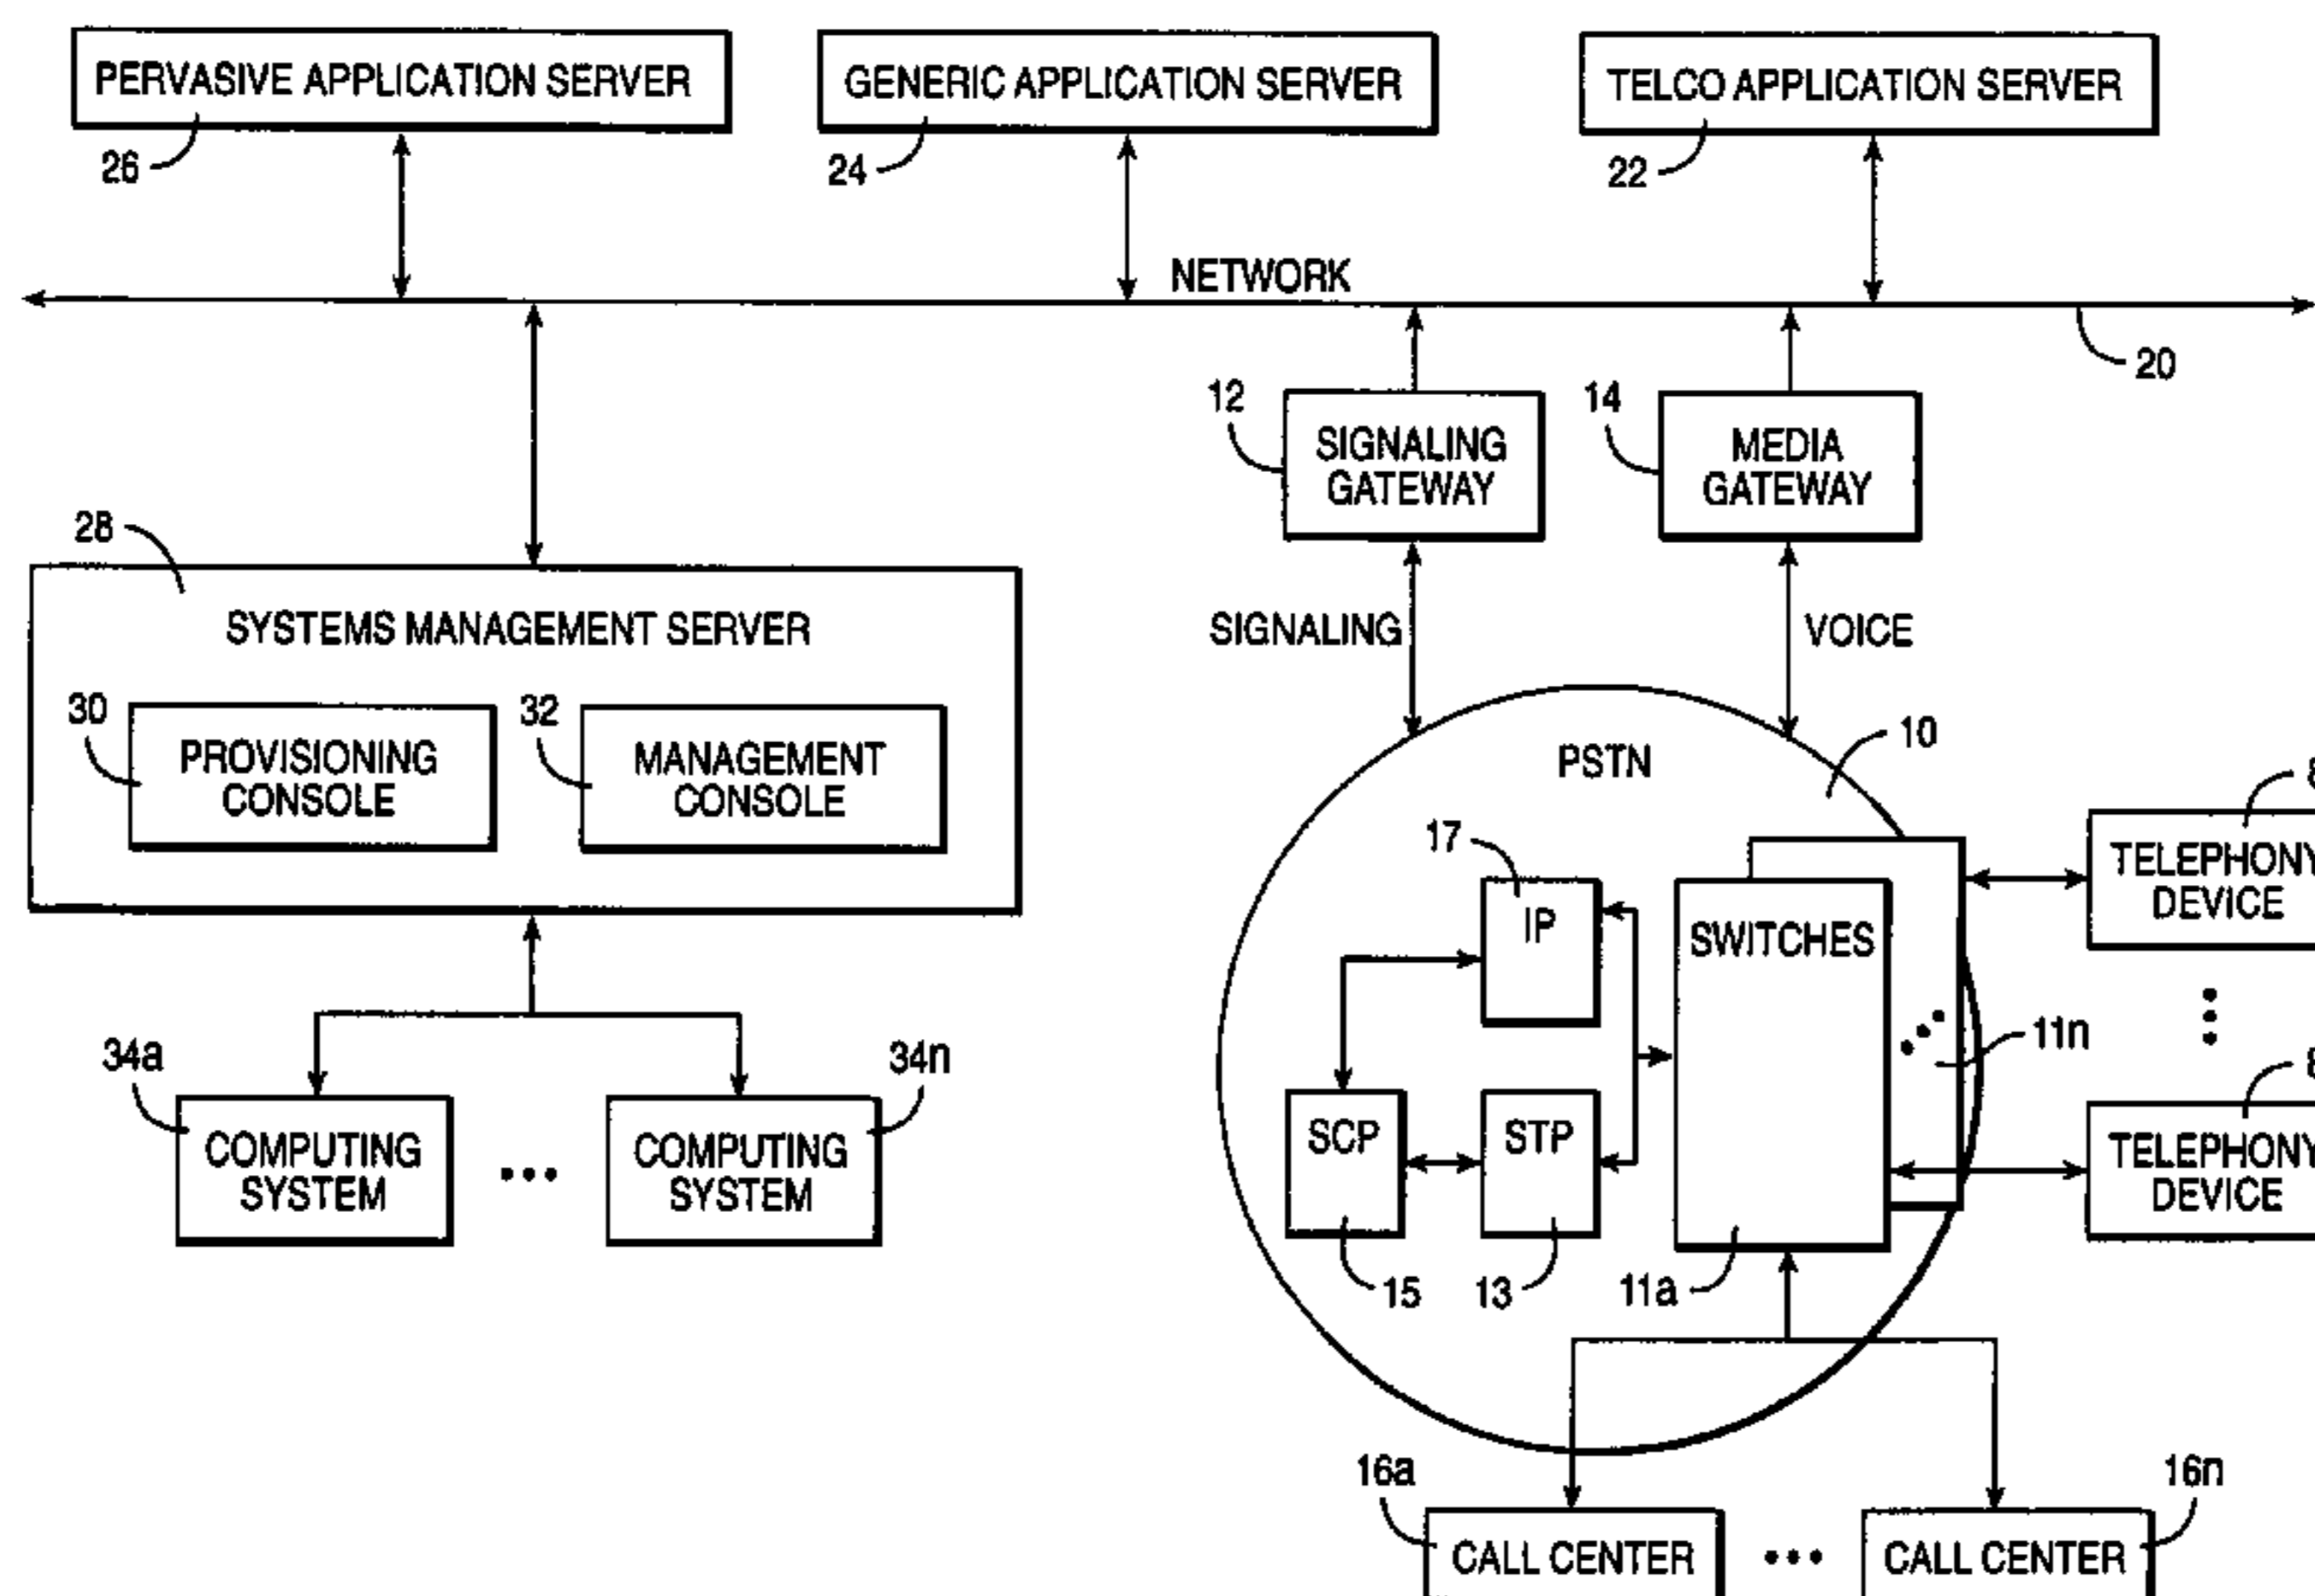 PERVASIVE APPLICATION SERVER
GENERIC APPLICATION SERVER
TELCO APPLICATION SERVER
26
24
22
NETWORK
20
12
SIGNALING
GATEWAY
14
MEDIA
GATEWAY
28
SYSTEMS MANAGEMENT SERVER
SIGNALING
VOICE
30
PROVISIONING
CONSOLE
32
MANAGEMENT
CONSOLE
PSTN
10
8
TELEPHONY
DEVICE
17
IP
SWITCHES
11n
34a
COMPUTING
SYSTEM
34n
COMPUTING
SYSTEM
SCP
STP
8
TELEPHONY
DEVICE
15
13
11a
16a
CALL CENTER
16n
CALL CENTER